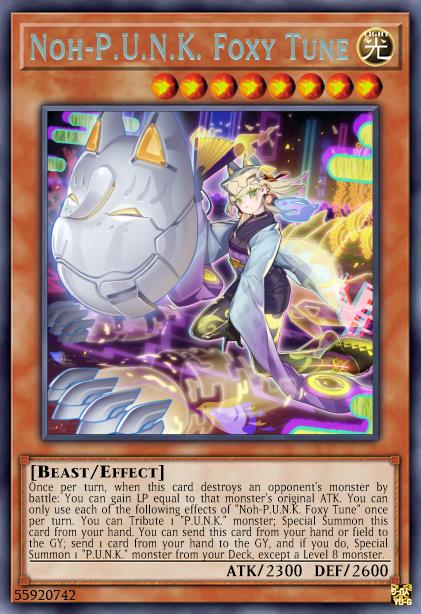 Noh-P.U.N.K. Foxy Tune
LIGHT
光
[Beast/Effect]
Once per turn, when this card destroys an opponent's monster by
battle: You can gain LP equal to that monster's original ATK. You can
only use each of the following effects of "Noh-P.U.N.K. Foxy Tune"
once per turn. You can Tribute 1 "P.U.N.K." monster; Special Summon this
card from your hand. You can send this card from your hand or field to
the GY; send 1 card from your hand to the GY, and if you do, Special
Summon 1 "P.U.N.K." monster from your Deck, except a Level 8 monster.
ATK/2300 DEF/2600
55920742